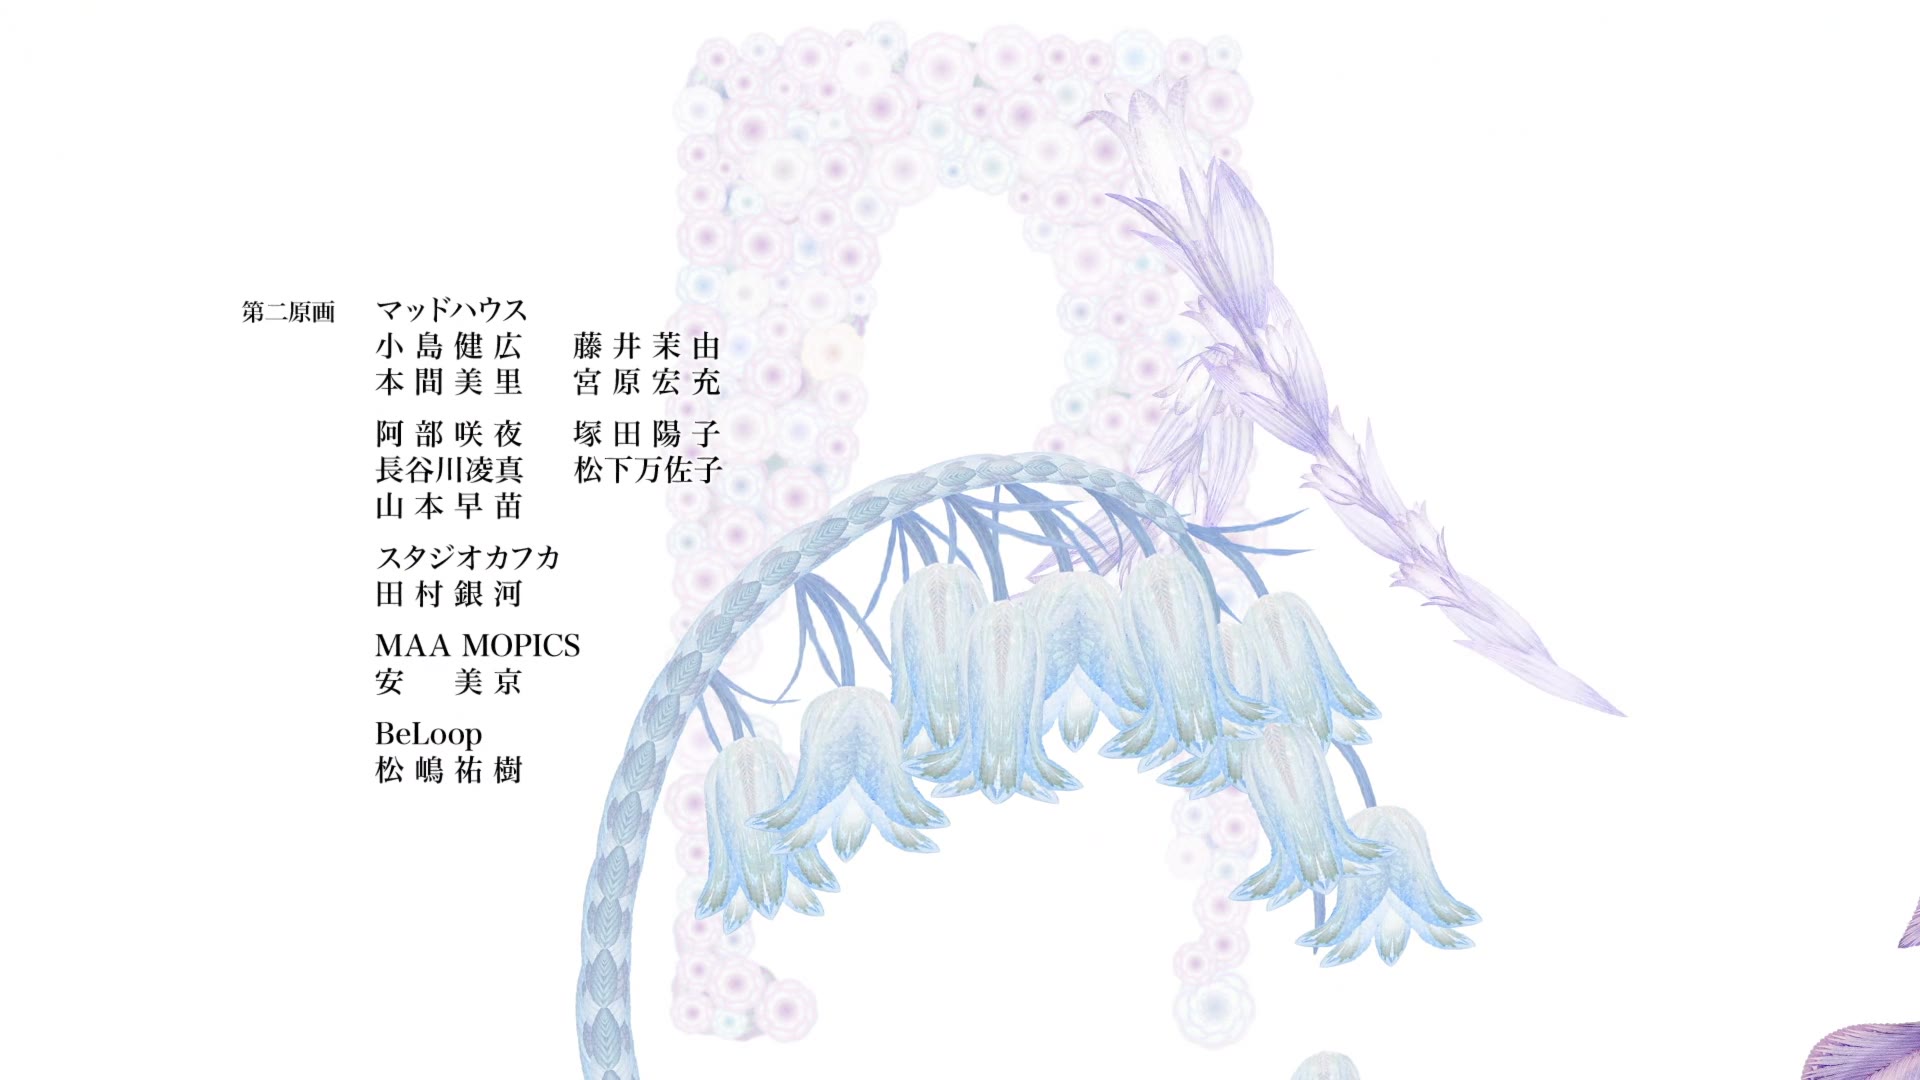 第二原画 マッドハウス
小島健広 藤井茉由
本間美里 宮原宏充
阿部咲夜 塚田陽子
長谷川凌真 松下万佐子
山本早苗
スタジオカフカ
田村銀河
MAA MOPICS
安 美京
BeLoop
松嶋祐樹